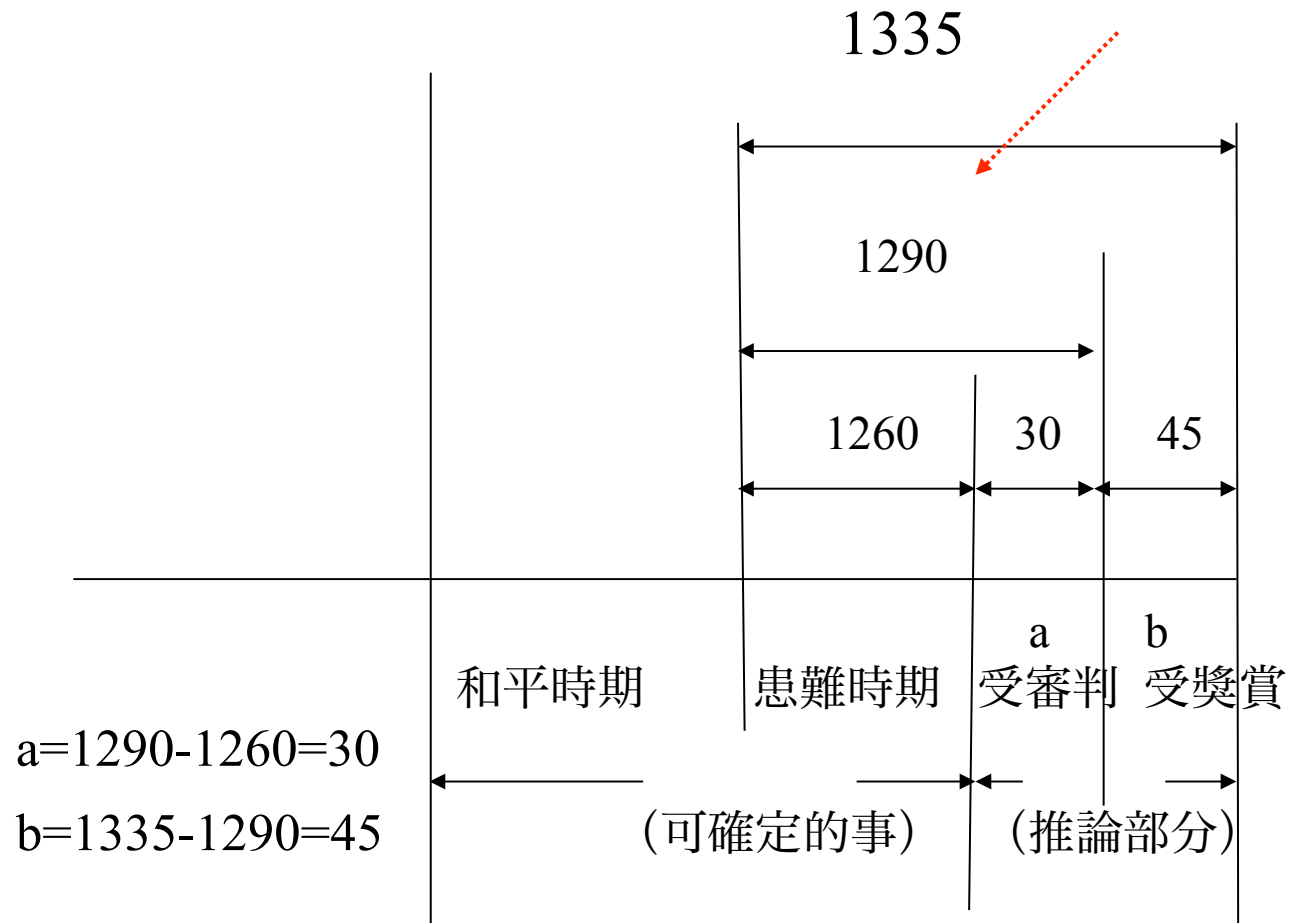 1335
1290
1260 30 45
a b
和平時期 患難時期 受審判 受獎賞
a=1290-1260=30
b=1335-1290=45
（可確定的事） （推論部分）